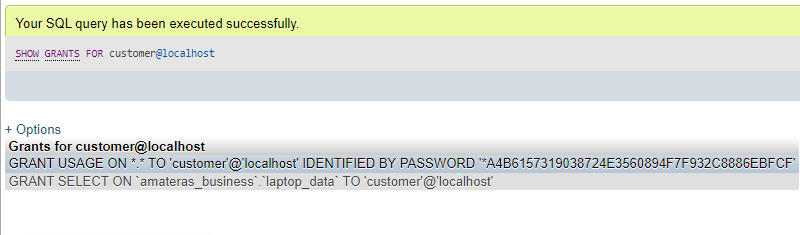 Your SQL query has been executed successfully.
SHOW GRANTS FOR customer@localhost
+ Options
Grants for customer@localhost
GRANT USAGE ON *.* TO 'customer'@'localhost' IDENTIFIED BY PASSWORD '*A4B6157319038724E3560894F7F932C8886EBFCF'
GRANT SELECT ON `amateras_business`.`laptop_data` TO 'customer'@'localhost'